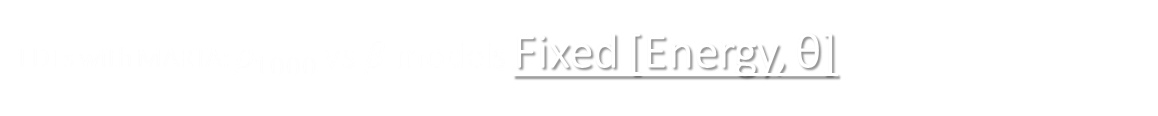 Fixed [Energy, θ]